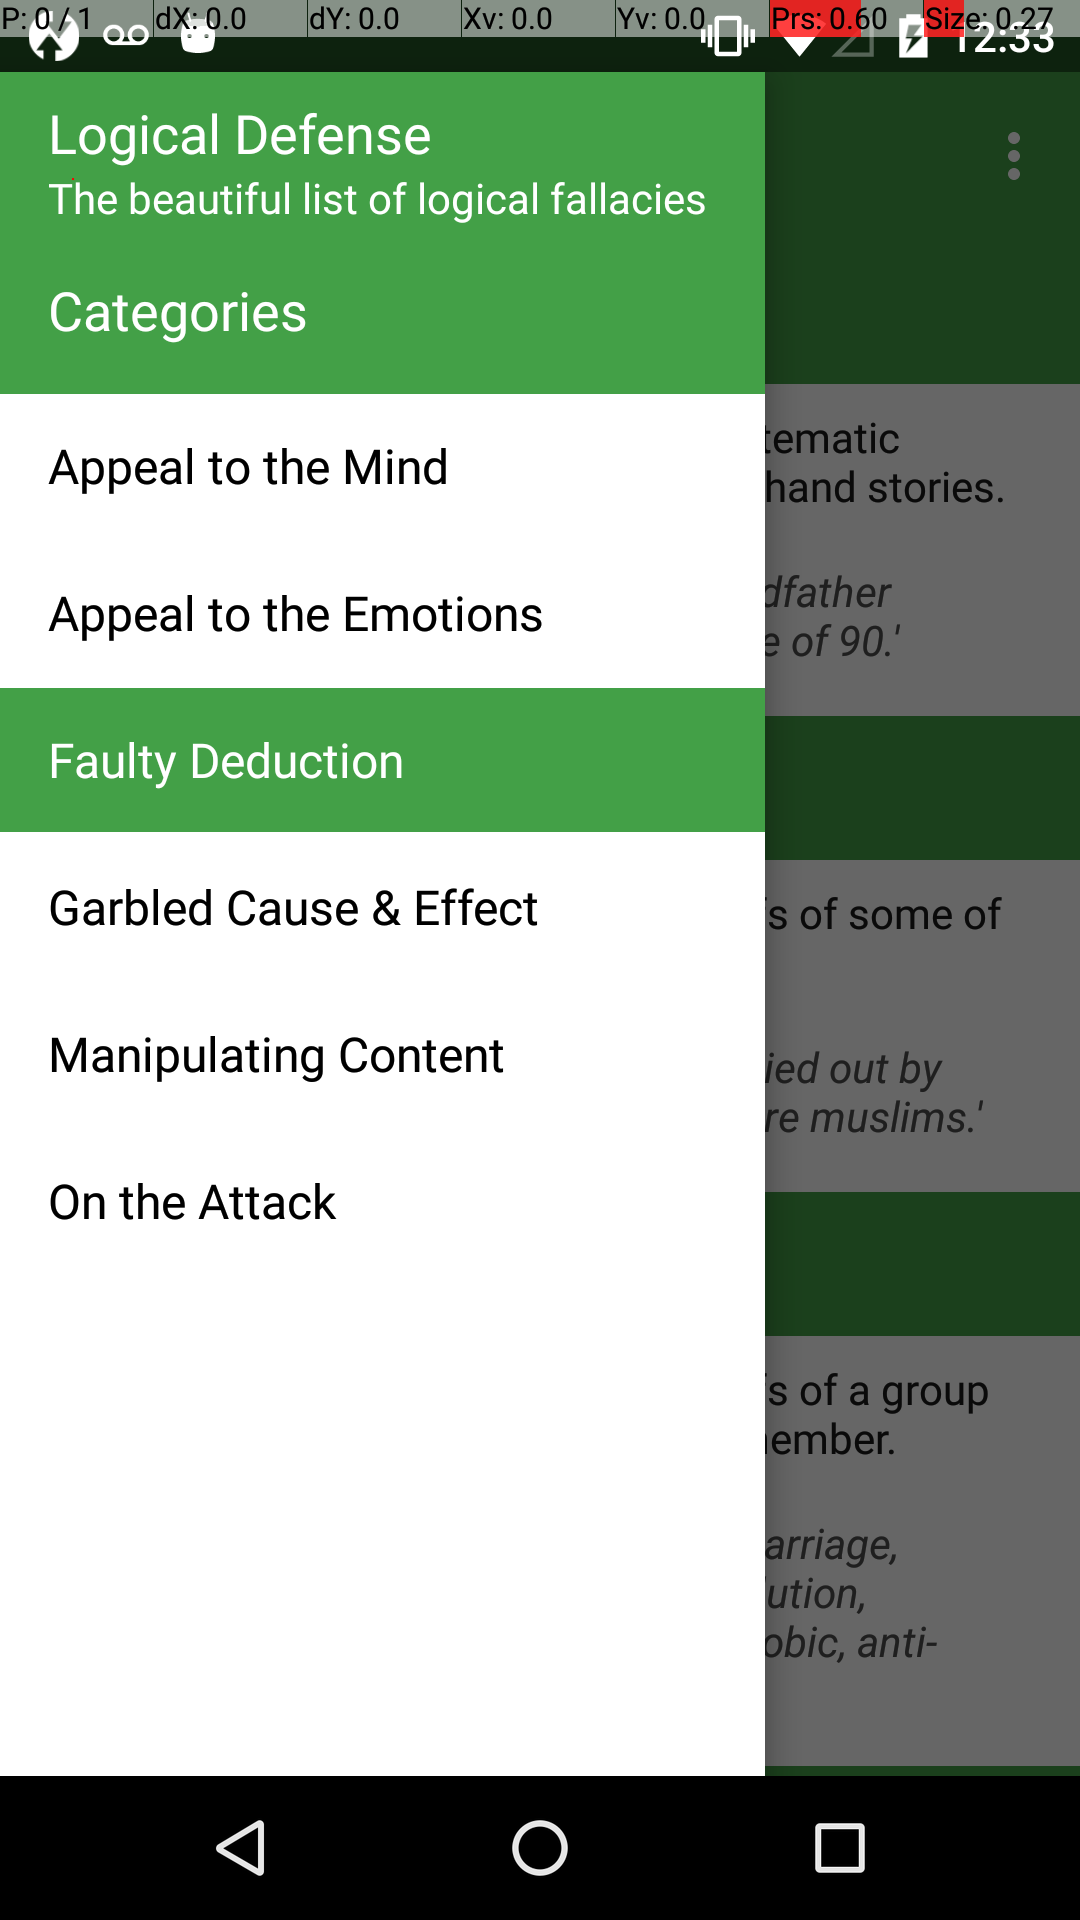 P: 0 / 1 dX: 0.0 dY: 0.0 Xv: 0.0 Yv: 0.0 Prs: 0.60 Size: 0.27
12:33
Logical Defense
The beautiful list of logical fallacies
Categories
Appeal to the Mind
Appeal to the Emotions
Faulty Deduction
Garbled Cause & Effect
Manipulating Content
On the Attack
tematic
hand stories.
dfather
e of 90.'
s of some of
ied out by
re muslims.'
s of a group
ember.
arriage,
ution,
obic, anti-